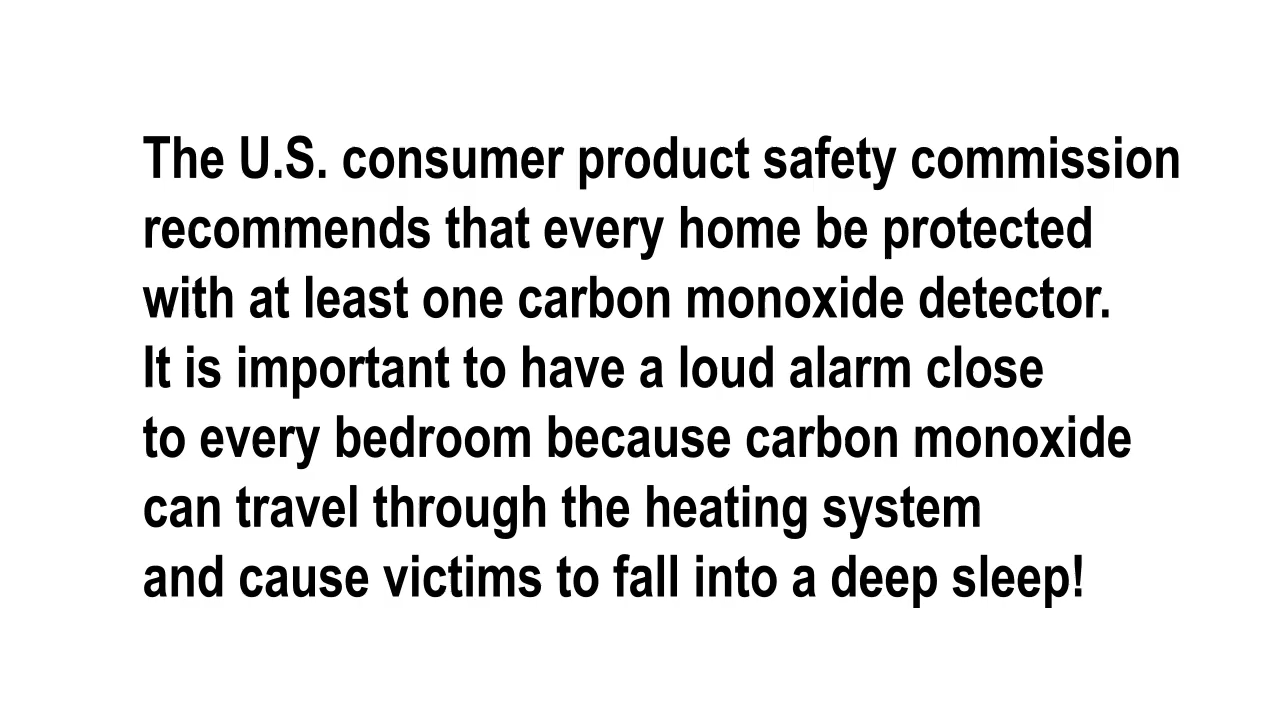 The U.S. consumer product safety commission
recommends that every home be protected
with at least one carbon monoxide detector.
It is important to have a loud alarm close
to every bedroom because carbon monoxide
can travel through the heating system
and cause victims to fall into a deep sleep!